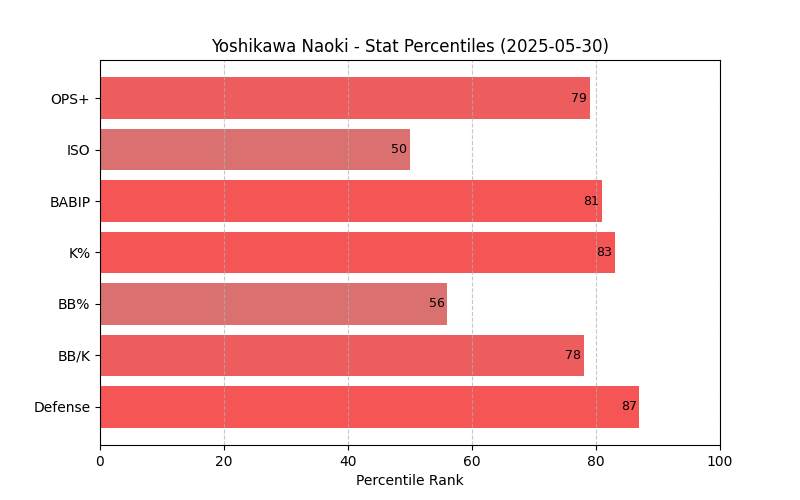 Yoshikawa Naoki - Stat Percentiles (2025-05-30)
OPS+ 79
ISO 50
BABIP 81
K% 83
BB% 56
BB/K 78
Defense 87
0 20 40 60 80 100
Percentile Rank